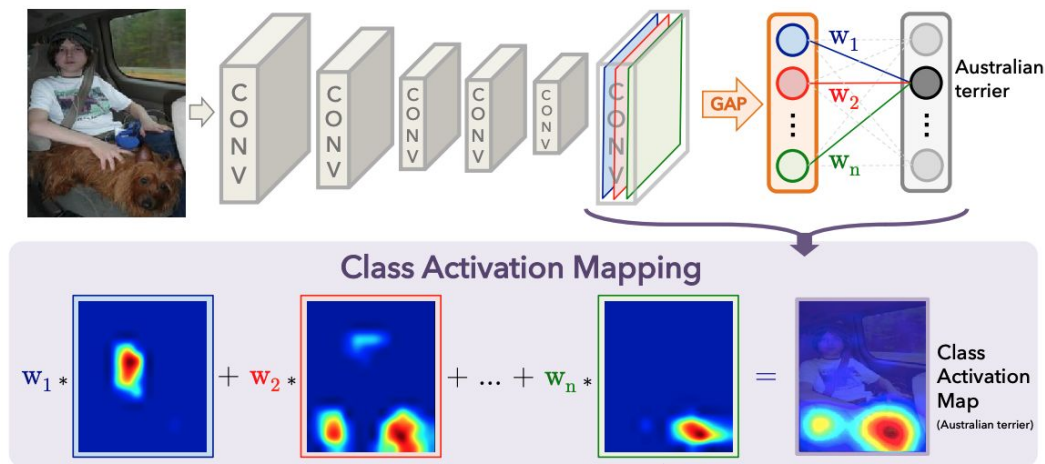 CONV
CONV
CONV
CONV
CONV
CONV
GAP
w1
w2
wn
...
Australian
terrier
Class Activation Mapping
w1 *
+ w2 *
+ ... + wn *
=
Class
Activation
Map
(Australian terrier)